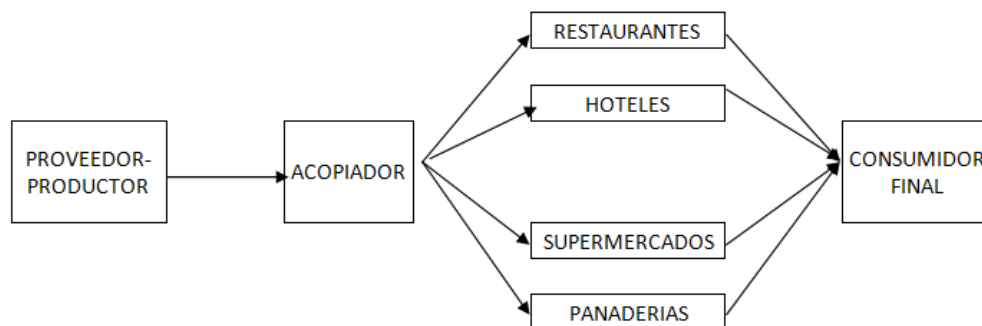 RESTAURANTES
HOTELES
PROVEEDOR-
PRODUCTOR
ACOPIADOR
CONSUMIDOR
FINAL
SUPERMERCADOS
PANADERIAS